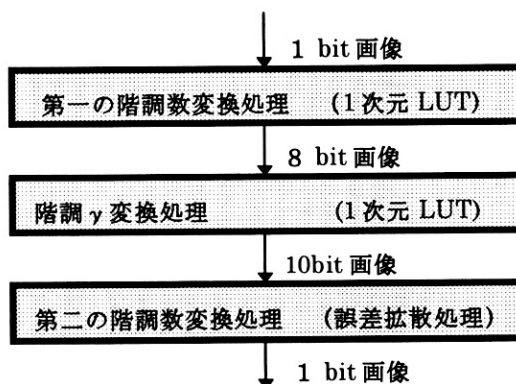 1 bit 画像
第一の階調数変換処理 (1次元 LUT)
8 bit 画像
階調γ変換処理 (1次元 LUT)
10bit 画像
第二の階調数変換処理 (誤差拡散処理)
1 bit 画像